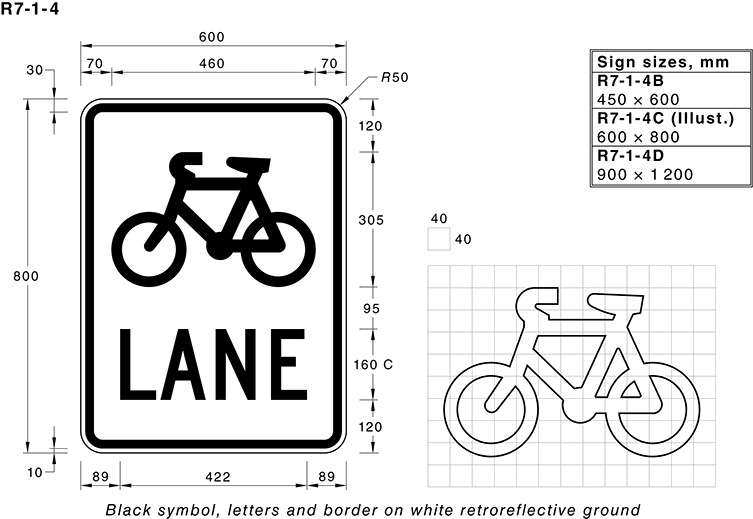 R7-1-4
600
70 460 70
30
R50
120
305
800
95
LANE
160 C
120
10
89 422 89
Sign sizes, mm
R7-1-4B
450 × 600
R7-1-4C (Illust.)
600 × 800
R7-1-4D
900 × 1 200
40
40
Black symbol, letters and border on white retroreflective ground